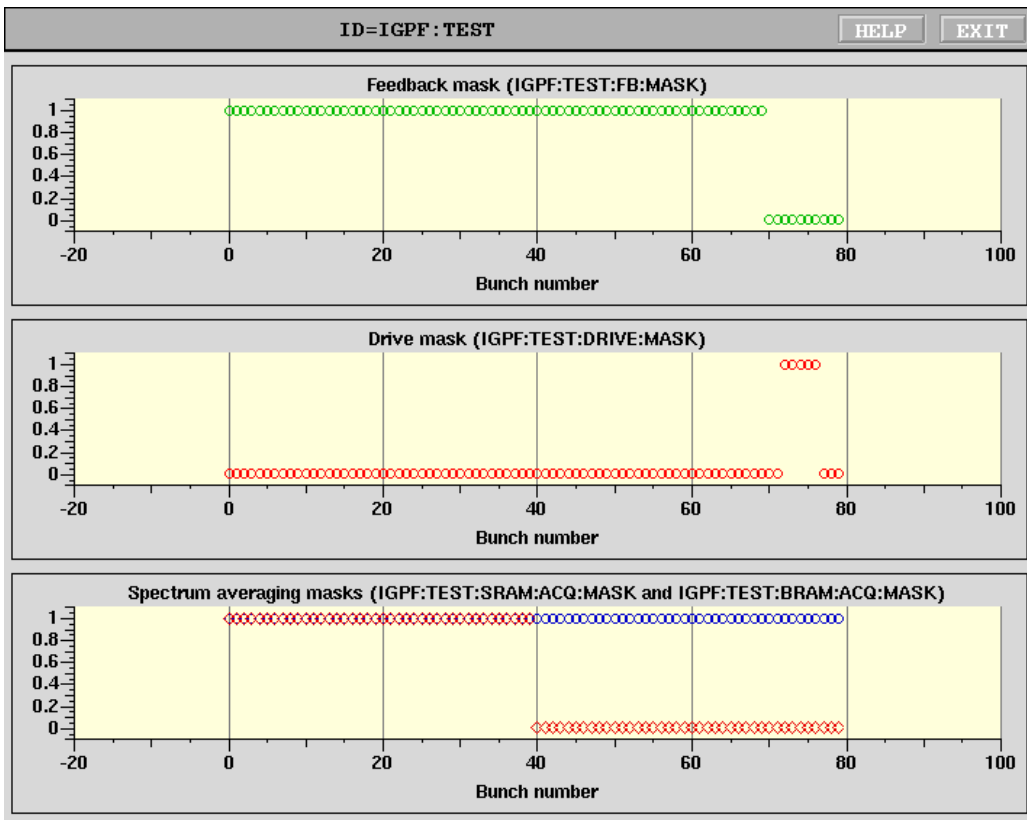 ID=IGPF:TEST HELP EXIT
Feedback mask (IGPF:TEST:FB:MASK)
1
0.8
0.6
0.4
0.2
0
-20 0 20 40 60 80 100
Bunch number
Drive mask (IGPF:TEST:DRIVE:MASK)
1
0.8
0.6
0.4
0.2
0
-20 0 20 40 60 80 100
Bunch number
Spectrum averaging masks (IGPF:TEST:SRAM:ACQ:MASK and IGPF:TEST:BRAM:ACQ:MASK)
1
0.8
0.6
0.4
0.2
0
-20 0 20 40 60 80 100
Bunch number